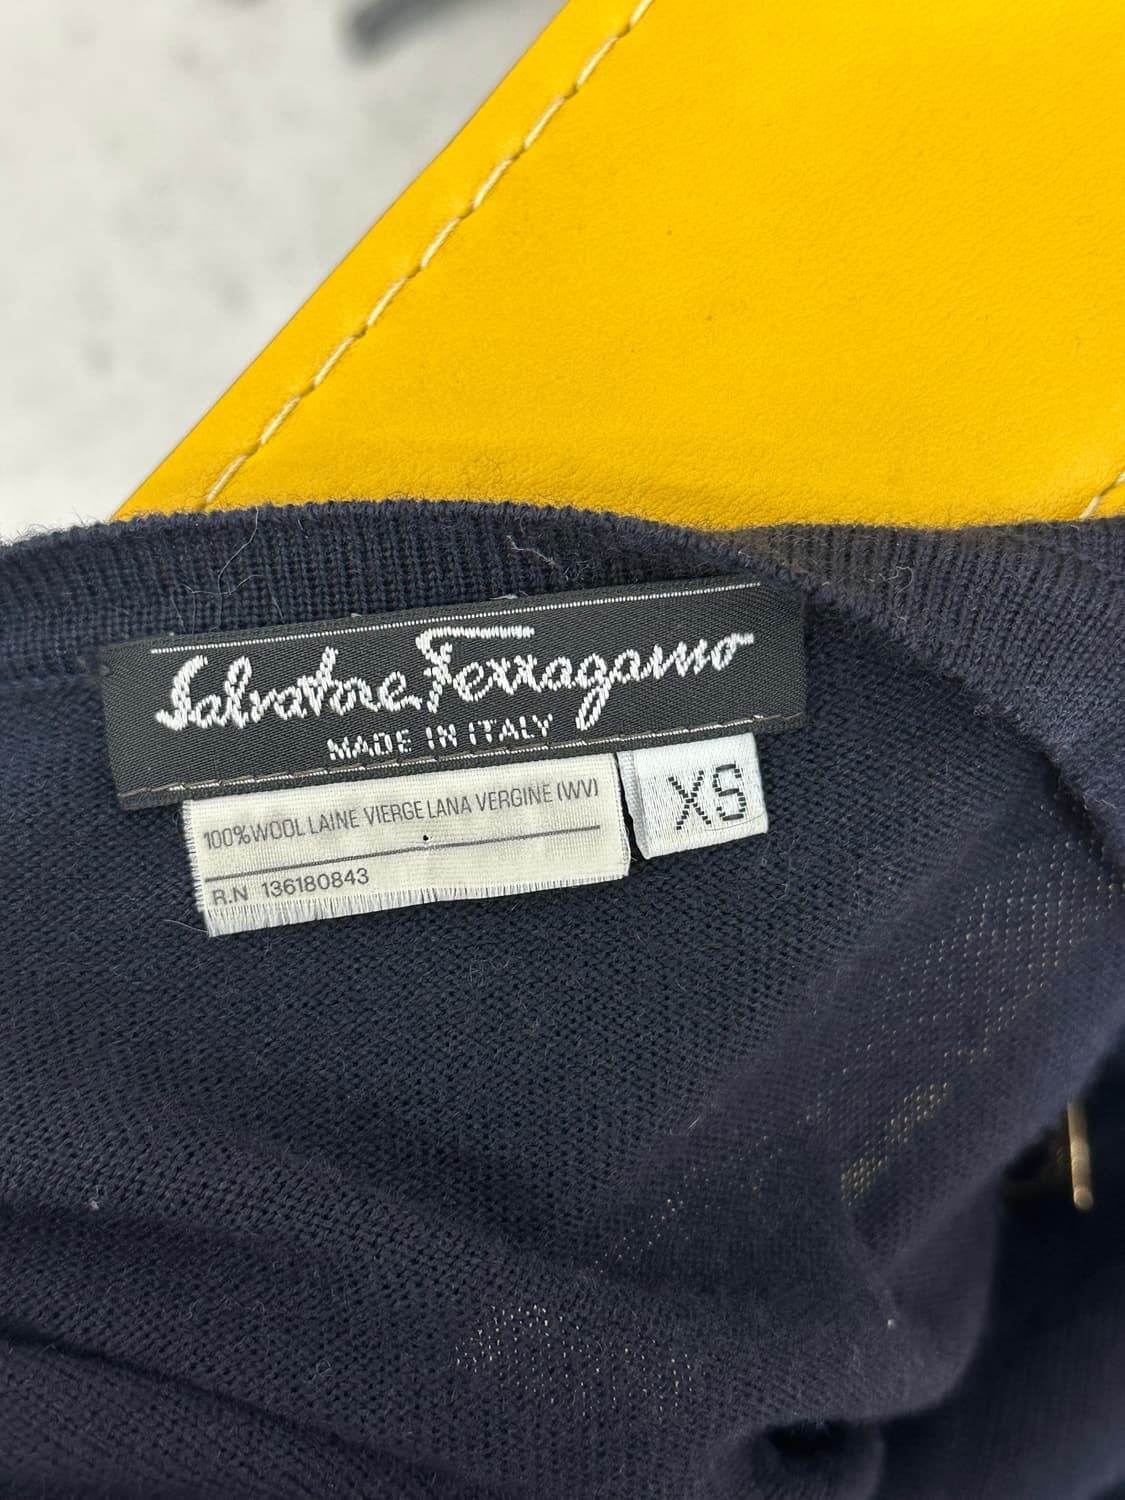 Salvatore Ferragamo
MADE IN ITALY
100%WOOL LAINE VIERGE LANA VERGINE (WV)
R.N 136180843
XS